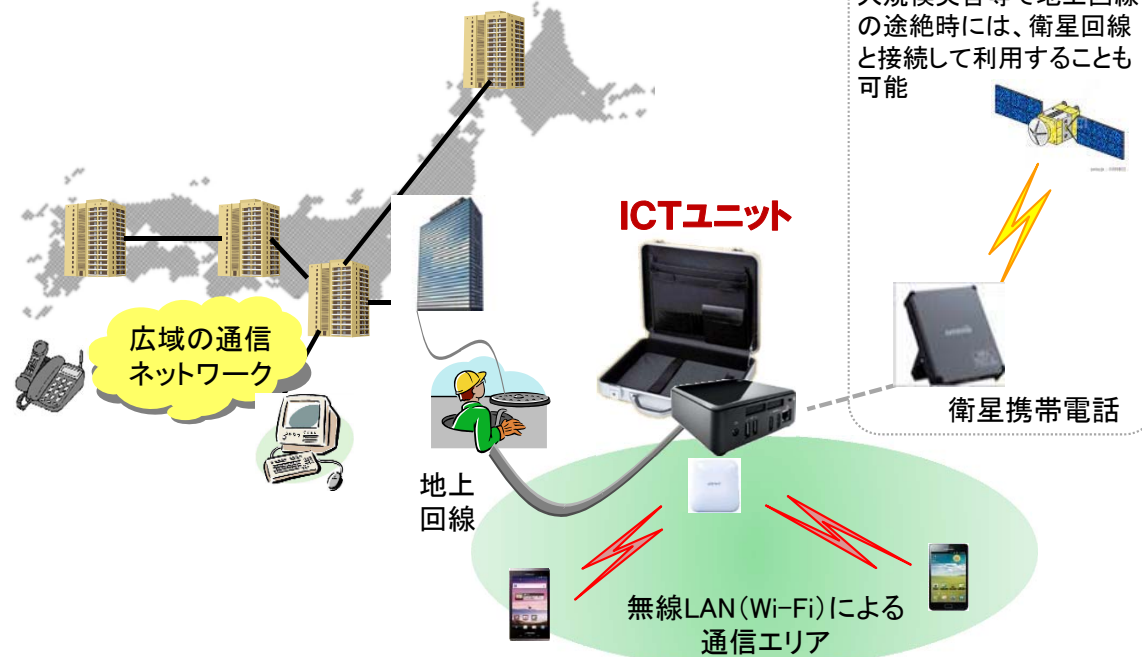 の途絶時には、衛星回線
と接続して利用することも
可能
ICTユニット
広域の通信
ネットワーク
衛星携帯電話
地上
回線
無線LAN(Wi-Fi)による
通信エリア